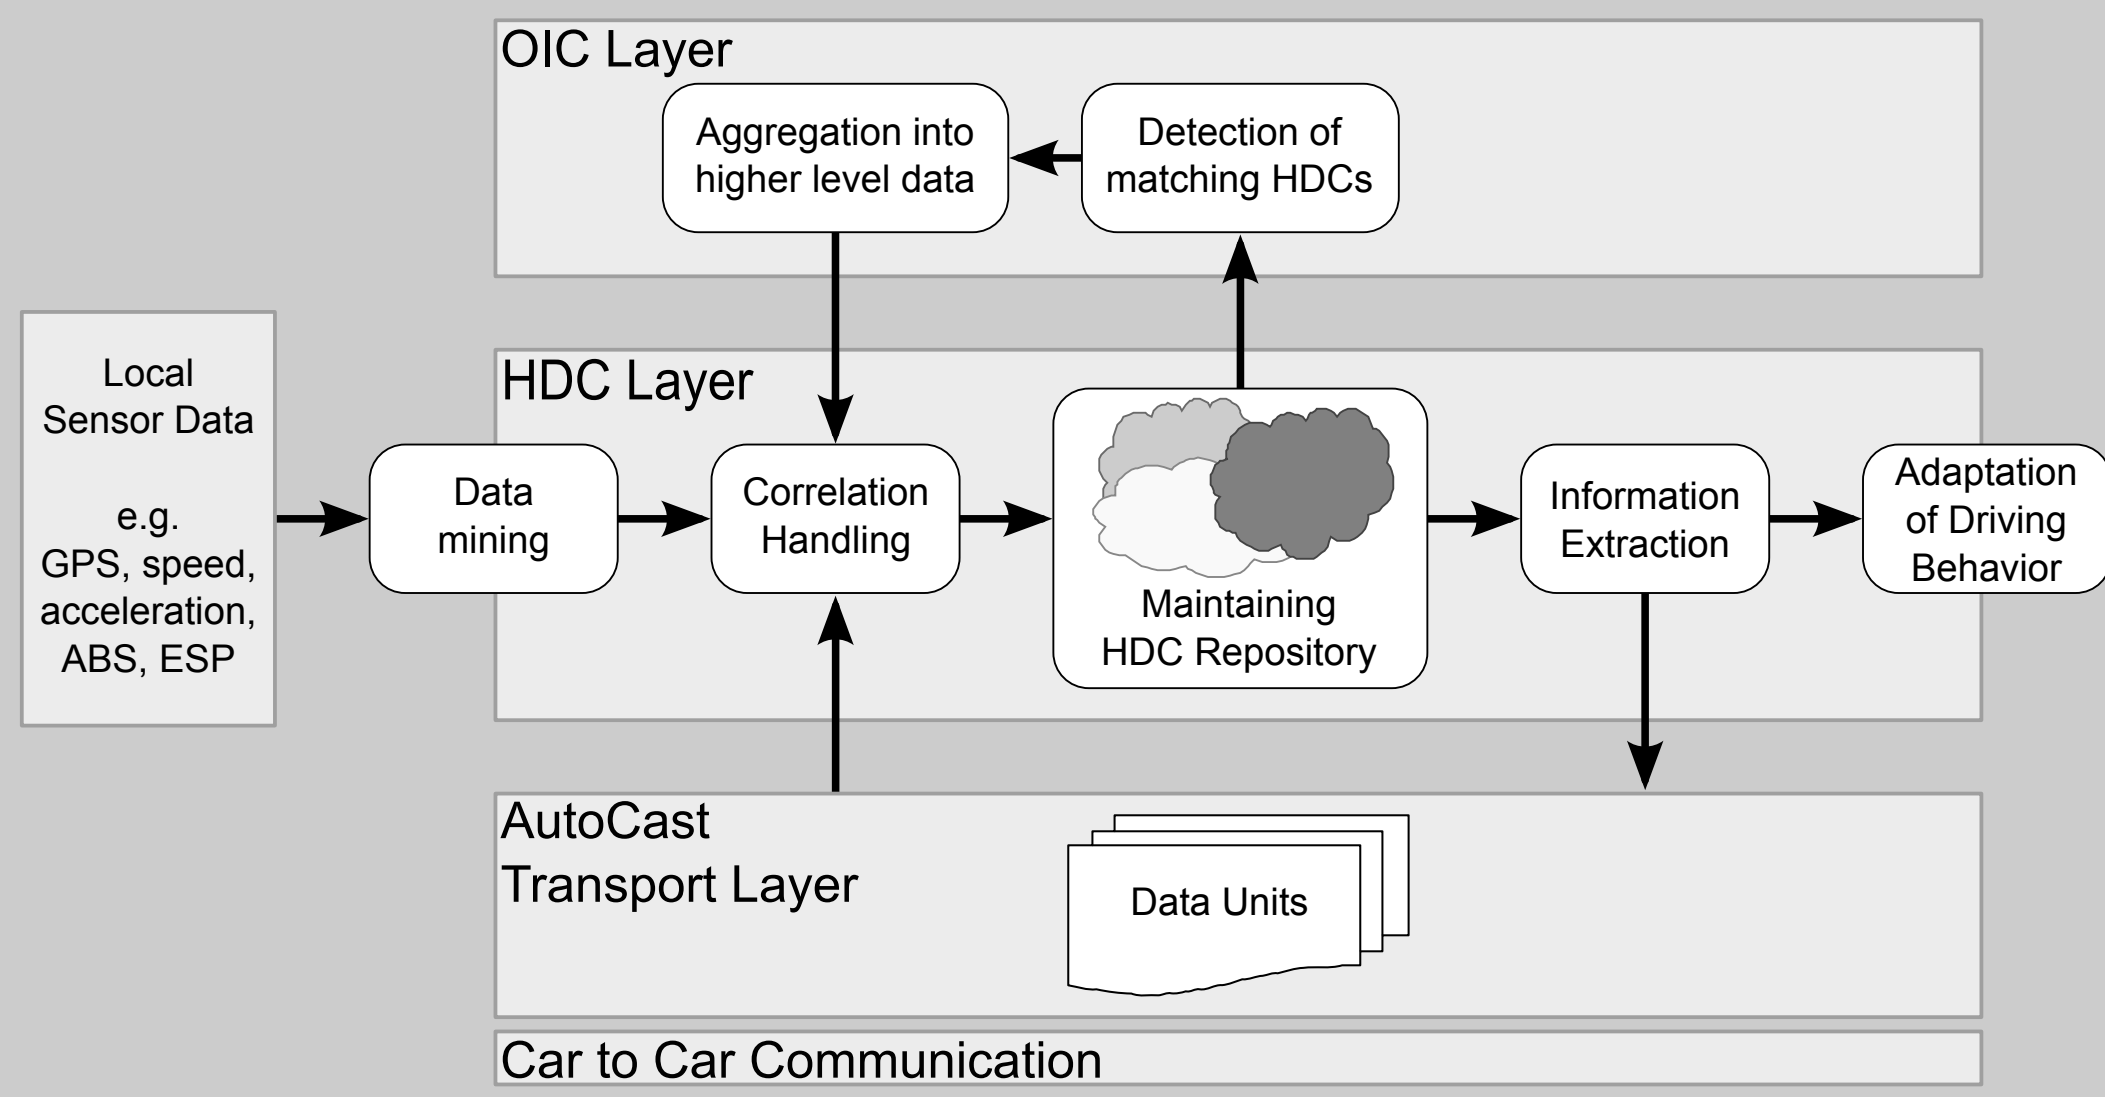 OIC Layer
Aggregation into
higher level data
Detection of
matching HDCs
Local
Sensor Data
e.g.
GPS, speed,
acceleration,
ABS, ESP
HDC Layer
Data
mining
Correlation
Handling
Maintaining
HDC Repository
Information
Extraction
Adaptation
of Driving
Behavior
AutoCast
Transport Layer
Data Units
Car to Car Communication